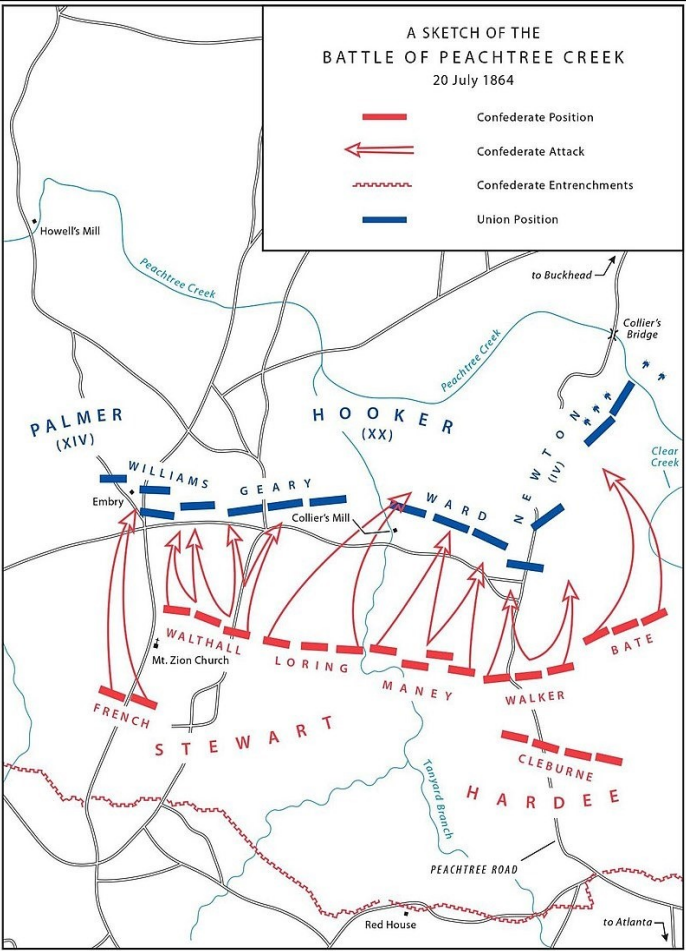 A SKETCH OF THE
BATTLE OF PEACHTREE CREEK
20 July 1864
Confederate Position
Confederate Attack
Confederate Entrenchments
Union Position
Howell's Mill
Peachtree Creek
to Buckhead
Collier's
Bridge
Peachtree Creek
PALMER
(XIV)
HOOKER
(XX)
NEWTON
(IV)
Clear
Creek
WILLIAMS
GEARY
WARD
Embry
Collier's Mill
WALTHALL
Mt. Zion Church
LORING
MANEY
WALKER
BATE
FRENCH
STEWART
CLEBURNE
HARDEE
Tanyard Branch
PEACHTREE ROAD
Red House
to Atlanta